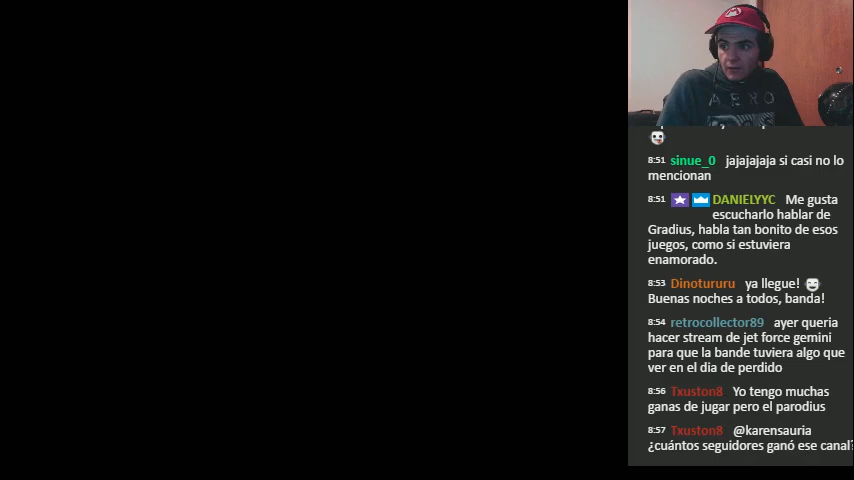 AERO
8:51 sinue_0 jajajajaja si casi no lo
mencionan
8:51 DANIELYYC Me gusta
escucharlo hablar de
Gradius, habla tan bonito de esos
juegos, como si estuviera
enamorado.
8:53 Dinotururu ya llegue!
Buenas noches a todos, banda!
8:54 retrocollector89 ayer queria
hacer stream de jet force gemini
para que la bande tuviera algo que
ver en el dia de perdido
8:56 Txuston8 Yo tengo muchas
ganas de jugar pero el parodius
8:57 Txuston8 @karensauria
¿cuántos seguidores ganó ese canal?